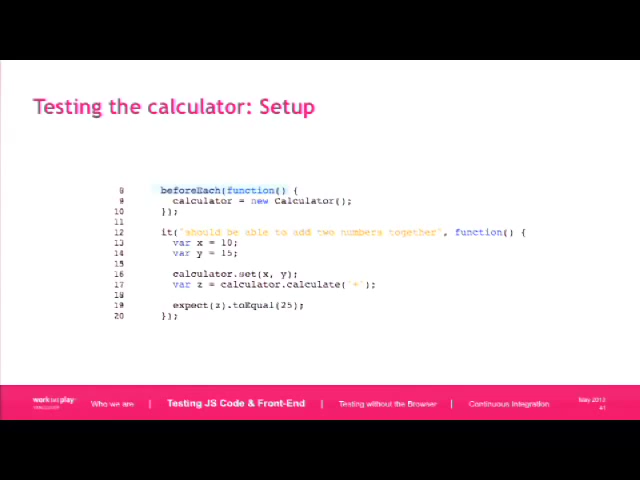 Testing the calculator: Setup
8 beforeEach(function() {
9 calculator = new Calculator();
10 });
11
12 it("should be able to add two numbers together", function() {
13 var x = 10;
14 var y = 15;
15
16 calculator.set(x, y);
17 var z = calculator.calculate('+');
18
19 expect(z).toEqual(25);
20 });
work play
Who we are | Testing JS Code & Front-End | Testing without the Browser | Continuous Integration
May 2013
41